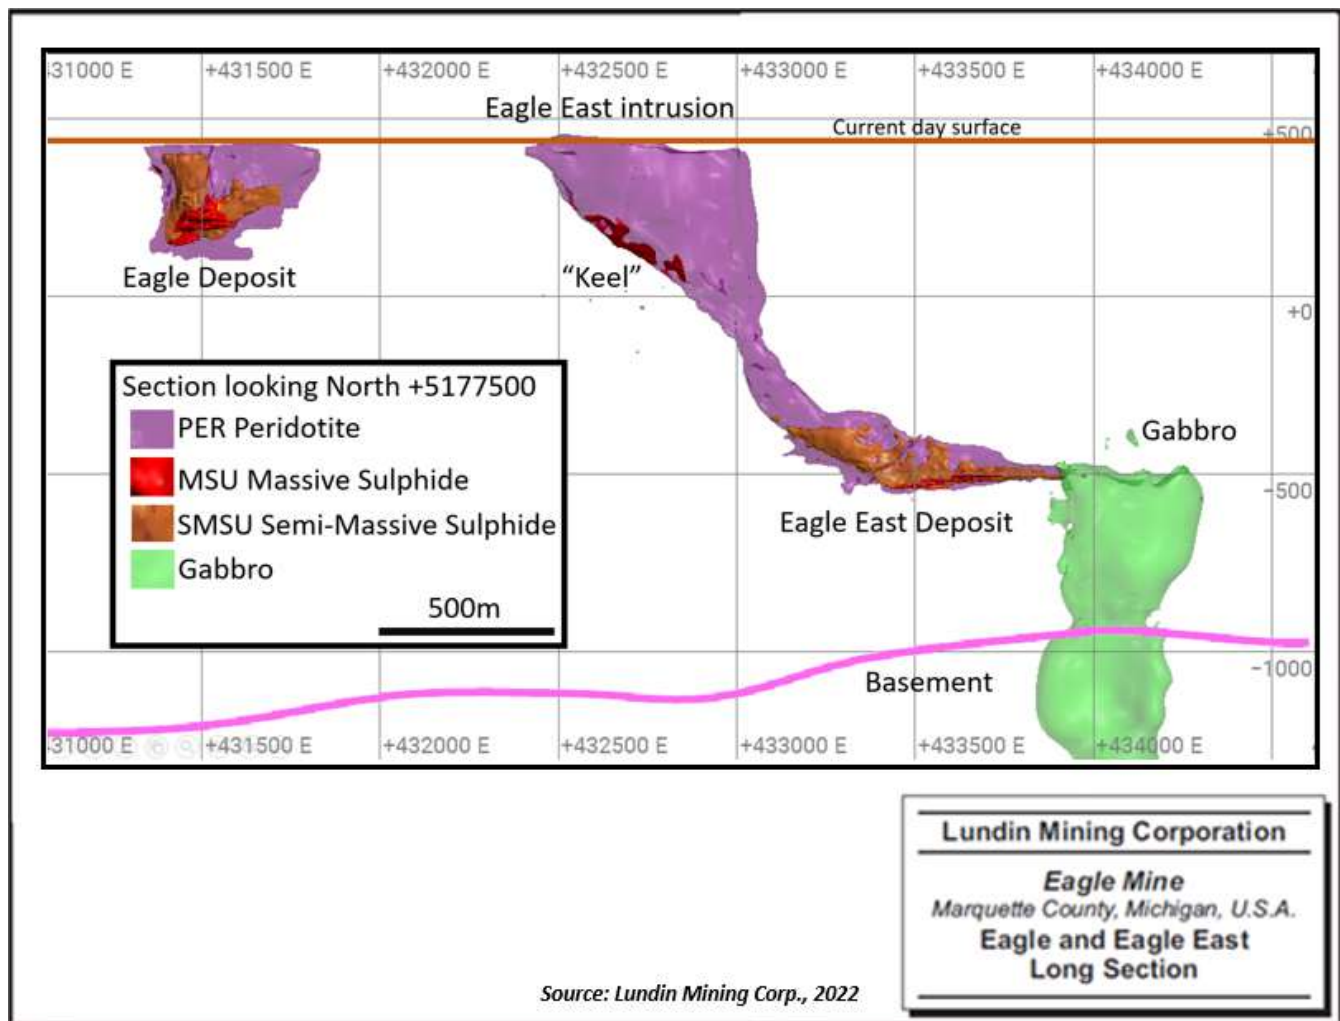 431000 E +431500 E +432000 E +432500 E +433000 E +433500 E +434000 E
Eagle East intrusion
Current day surface
+500
Eagle Deposit
“Keel”
+0
Section looking North +5177500
PER Peridotite
MSU Massive Sulphide
SMSU Semi-Massive Sulphide
Gabbro
500m
Gabbro
−500
Eagle East Deposit
−1000
Basement
431000 E +431500 E +432000 E +432500 E +433000 E +433500 E +434000 E
Lundin Mining Corporation
Eagle Mine
Marquette County, Michigan, U.S.A.
Eagle and Eagle East
Long Section
Source: Lundin Mining Corp., 2022